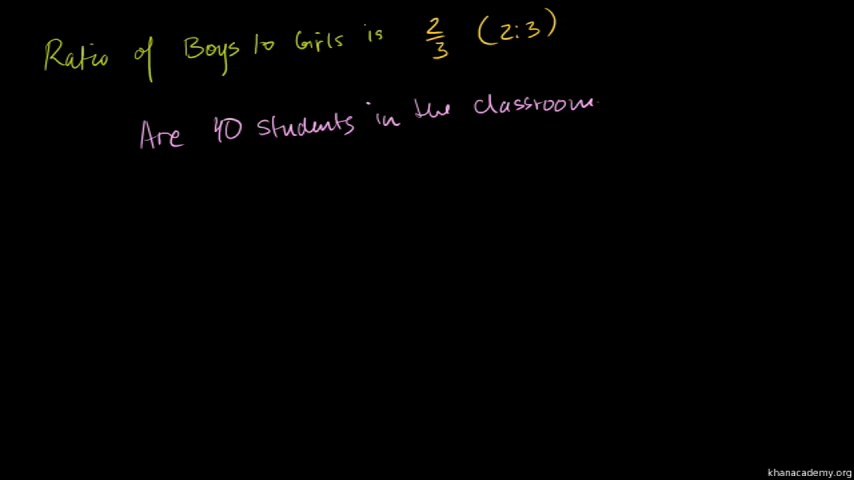 Ratio of Boys to Girls is 2/3 (2:3)
Are 40 students in the classroom.
khanacademy.org